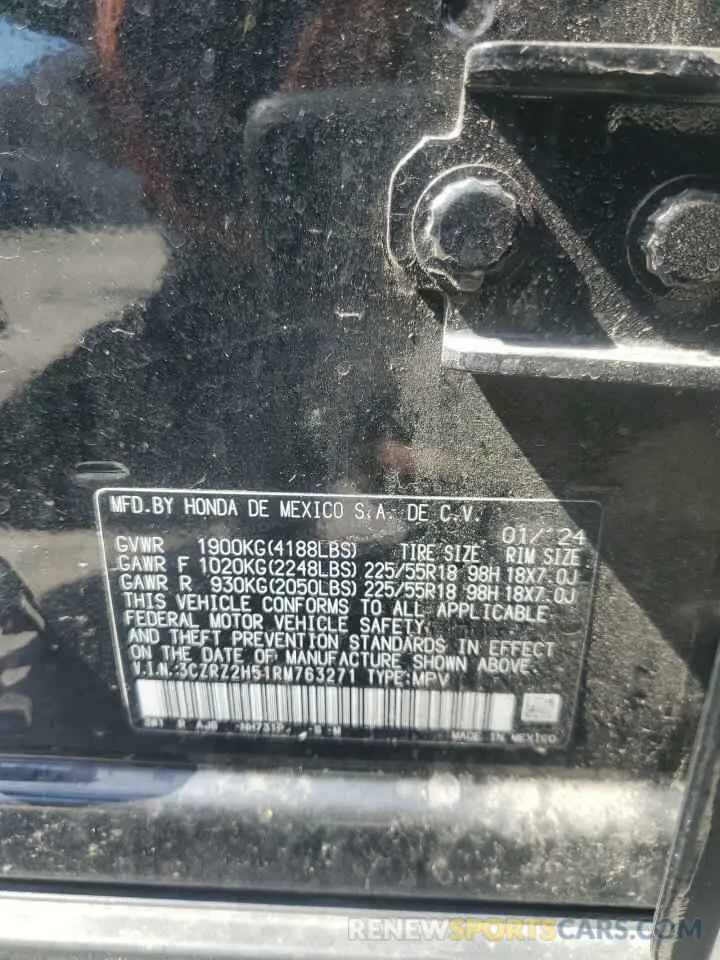 MFD.BY HONDA DE MEXICO S.A. DE C.V. 01/'24
GVWR 1900KG(4188LBS) TIRE SIZE RIM SIZE
GAWR F 1020KG(2248LBS) 225/55R18 98H 18X7.0J
GAWR R 930KG(2050LBS) 225/55R18 98H 18X7.0J
THIS VEHICLE CONFORMS TO ALL APPLICABLE
FEDERAL MOTOR VEHICLE SAFETY,
AND THEFT PREVENTION STANDARDS IN EFFECT
ON THE DATE OF MANUFACTURE SHOWN ABOVE.
V.I.N.:3CZRZ2H51RM763271 TYPE:MPV
MADE IN MEXICO
RENEWSPORTSCARS.COM